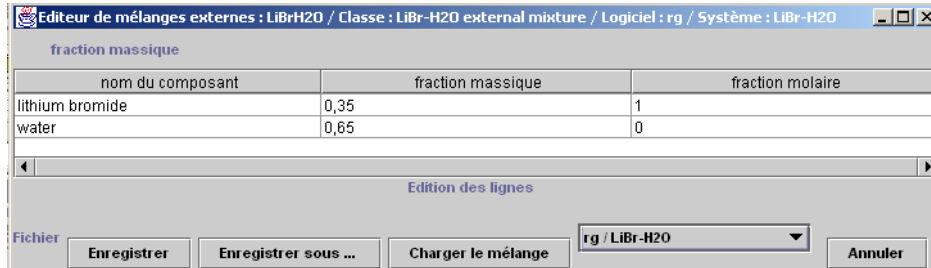 Editeur de mélanges externes : LiBrH2O / Classe : LiBr-H2O external mixture / Logiciel : rg / Système : LiBr-H2O
fraction massique
nom du composant fraction massique fraction molaire
lithium bromide 0,35 1
water 0,65 0
Edition des lignes
Fichier Enregistrer Enregistrer sous ... Charger le mélange rg / LiBr-H2O Annuler